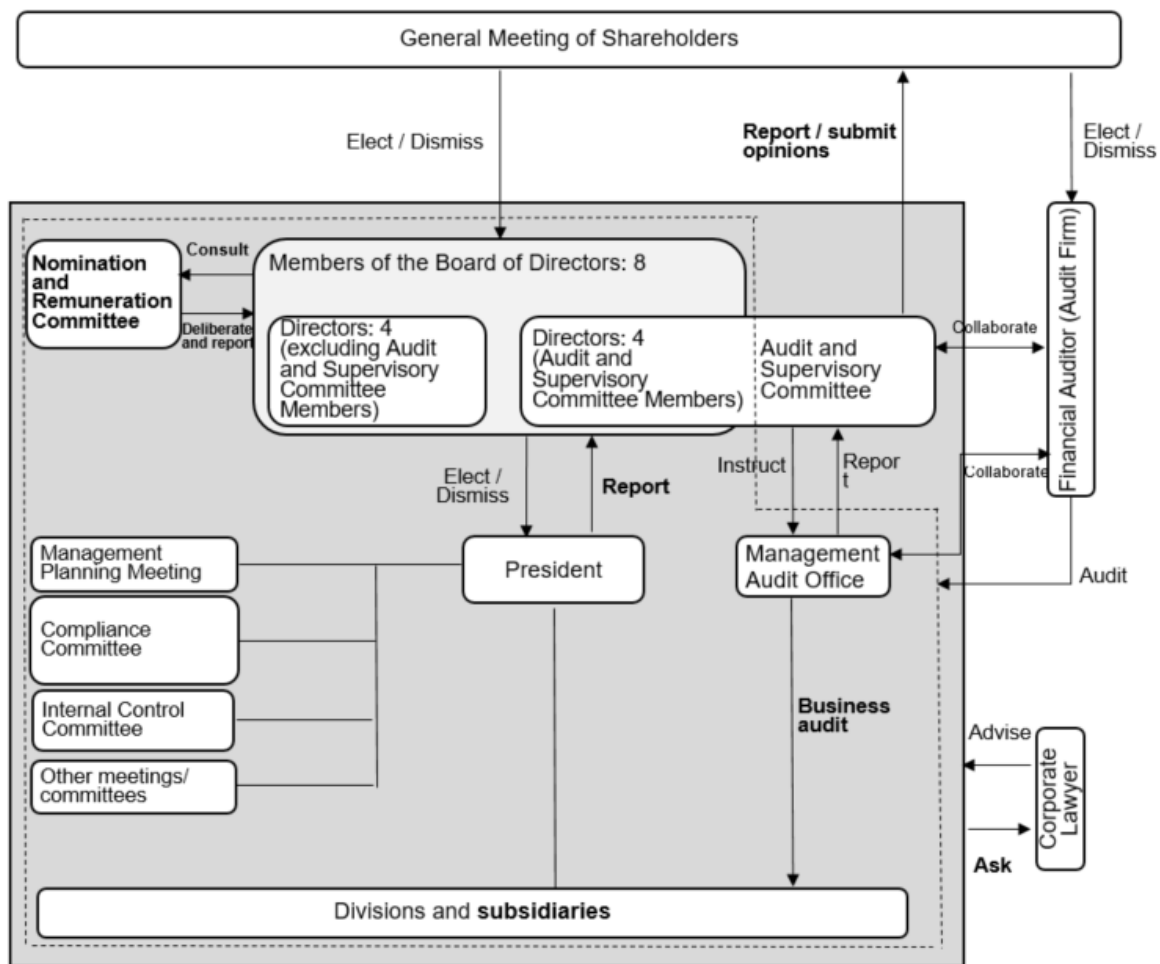 General Meeting of Shareholders
Elect / Dismiss
Report / submit
opinions
Elect /
Dismiss
Nomination
and
Remuneration
Committee
Consult
Deliberate
and report
Members of the Board of Directors: 8
Directors: 4
(excluding Audit
and Supervisory
Committee
Members)
Directors: 4
(Audit and
Supervisory
Committee Members)
Audit and
Supervisory
Committee
Collaborate
Financial Auditor (Audit Firm)
Elect /
Dismiss
Report
Instruct
Repor
t
Collaborate
Management
Planning Meeting
President
Management
Audit Office
Audit
Compliance
Committee
Internal Control
Committee
Other meetings/
committees
Business
audit
Advise
Corporate
Lawyer
Ask
Divisions and subsidiaries